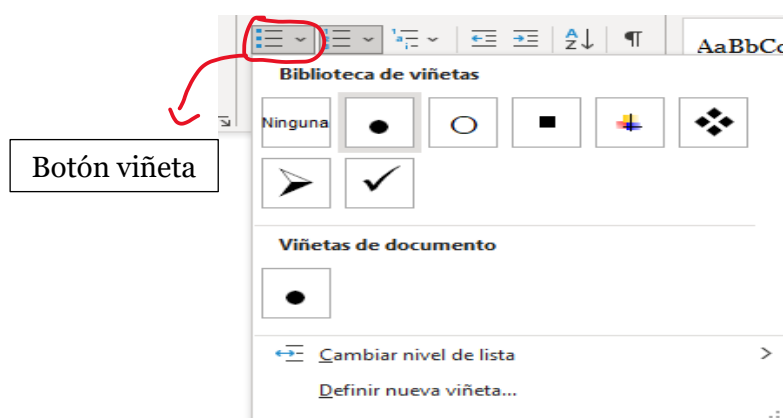 AaBbCc
Biblioteca de viñetas
Ninguna
Botón viñeta
Viñetas de documento
Cambiar nivel de lista
Definir nueva viñeta...